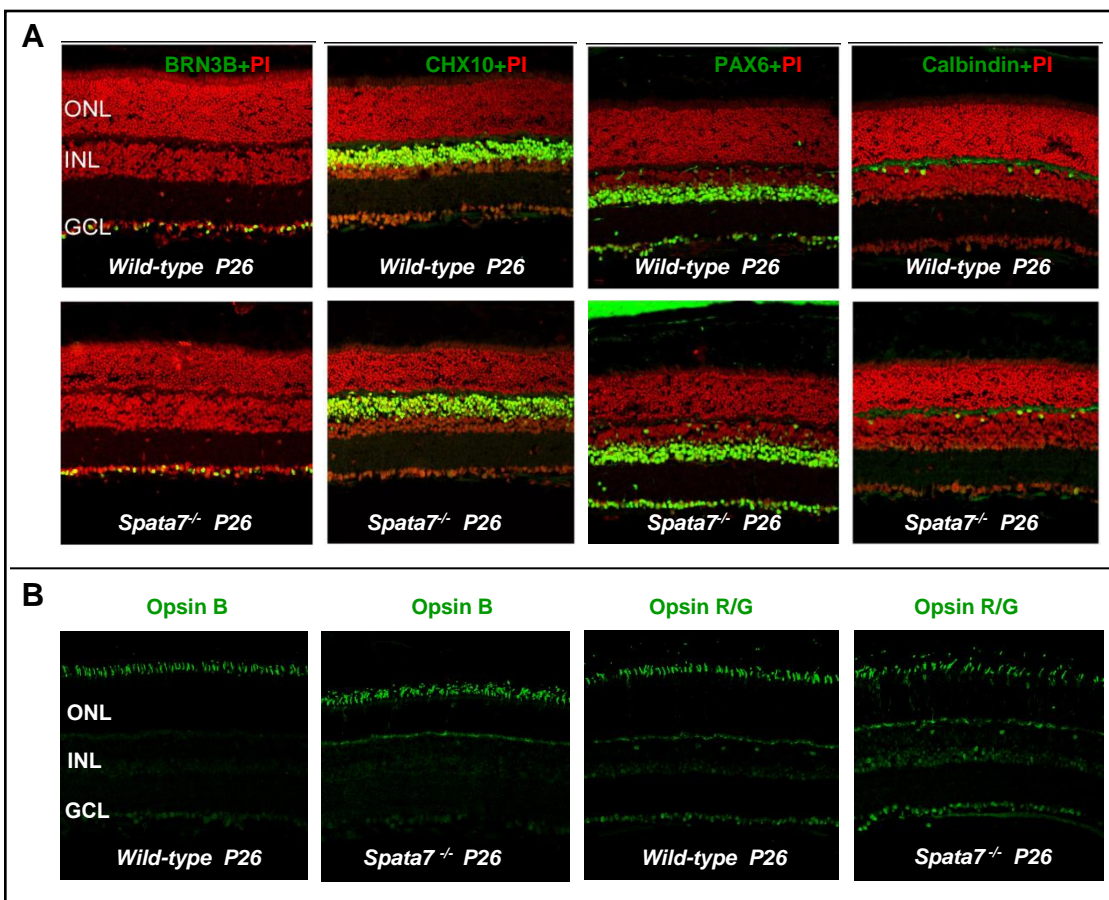 A
BRN3B+PI CHX10+PI PAX6+PI Calbindin+PI
ONL
INL
GCL
Wild-type P26 Wild-type P26 Wild-type P26 Wild-type P26
Spata7-/- P26 Spata7-/- P26 Spata7-/- P26 Spata7-/- P26
B
Opsin B Opsin B Opsin R/G Opsin R/G
ONL
INL
GCL
Wild-type P26 Spata7 -/- P26 Wild-type P26 Spata7 -/- P26